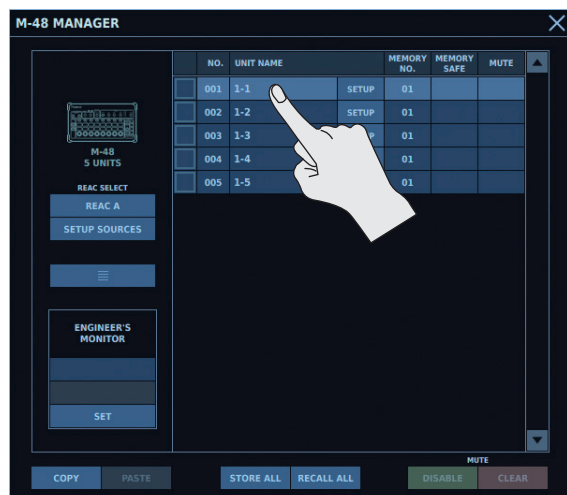 M-48 MANAGER
NO. UNIT NAME MEMORY NO. MEMORY SAFE MUTE
001 1-1 SETUP 01
002 1-2 SETUP 01
003 1-3 01
004 1-4 01
005 1-5 01
M-48
5 UNITS
REAC SELECT
REAC A
SETUP SOURCES
ENGINEER'S
MONITOR
SET
MUTE
COPY PASTE STORE ALL RECALL ALL DISABLE CLEAR